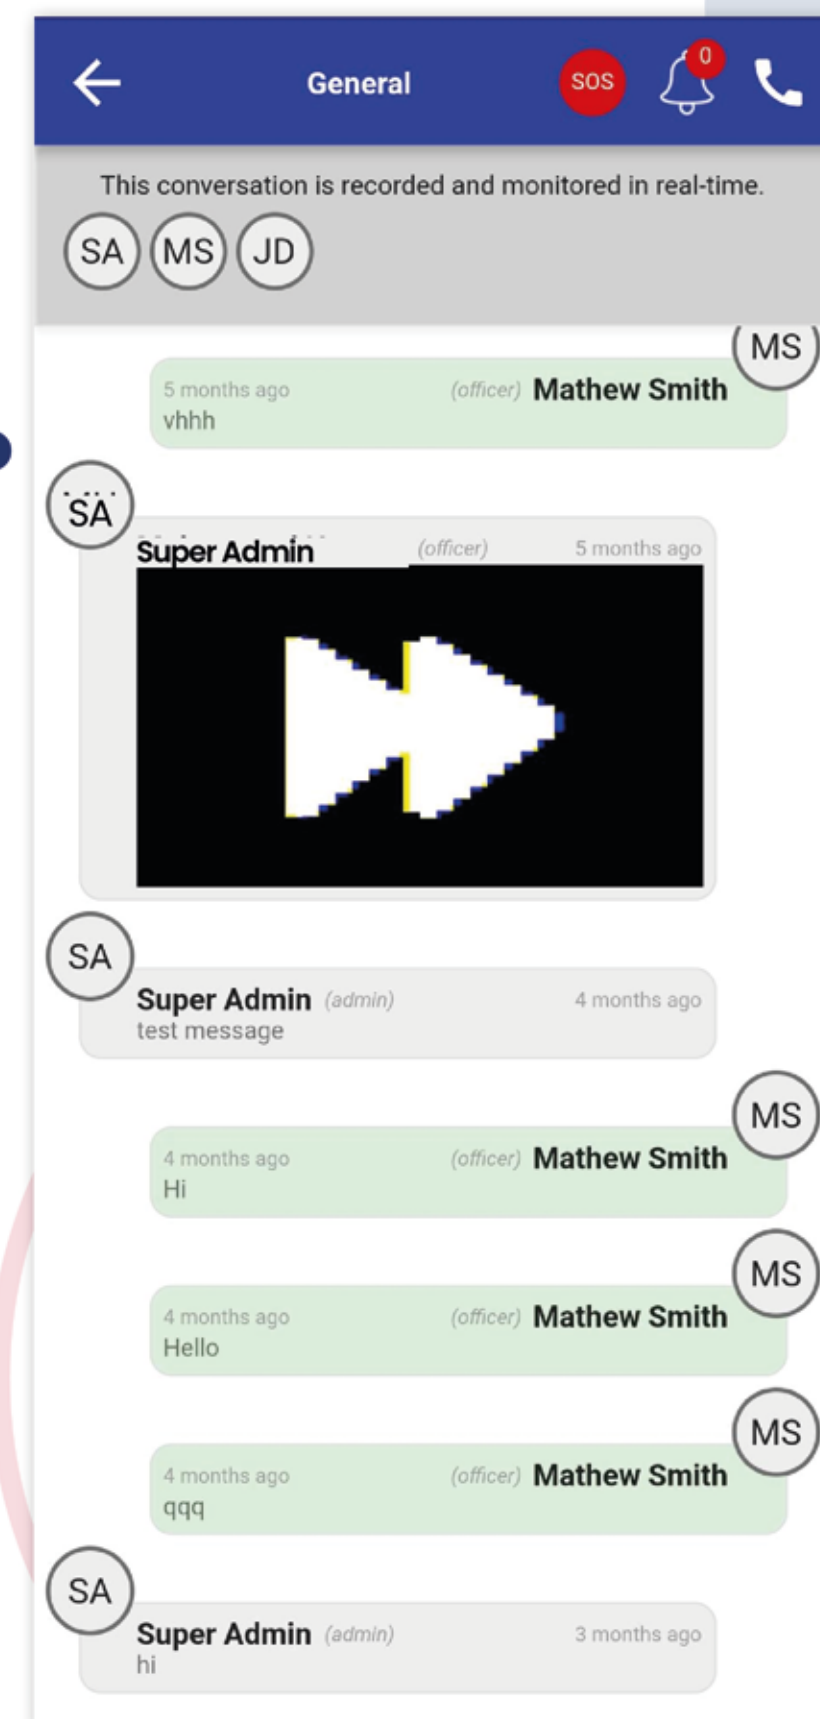 General
SOS
0
This conversation is recorded and monitored in real-time.
SA MS JD
MS
5 months ago (officer) Mathew Smith
vhhh
SA
Super Admin (officer) 5 months ago
SA
Super Admin (admin) 4 months ago
test message
MS
4 months ago (officer) Mathew Smith
Hi
MS
4 months ago (officer) Mathew Smith
Hello
MS
4 months ago (officer) Mathew Smith
qqq
SA
Super Admin (admin) 3 months ago
hi